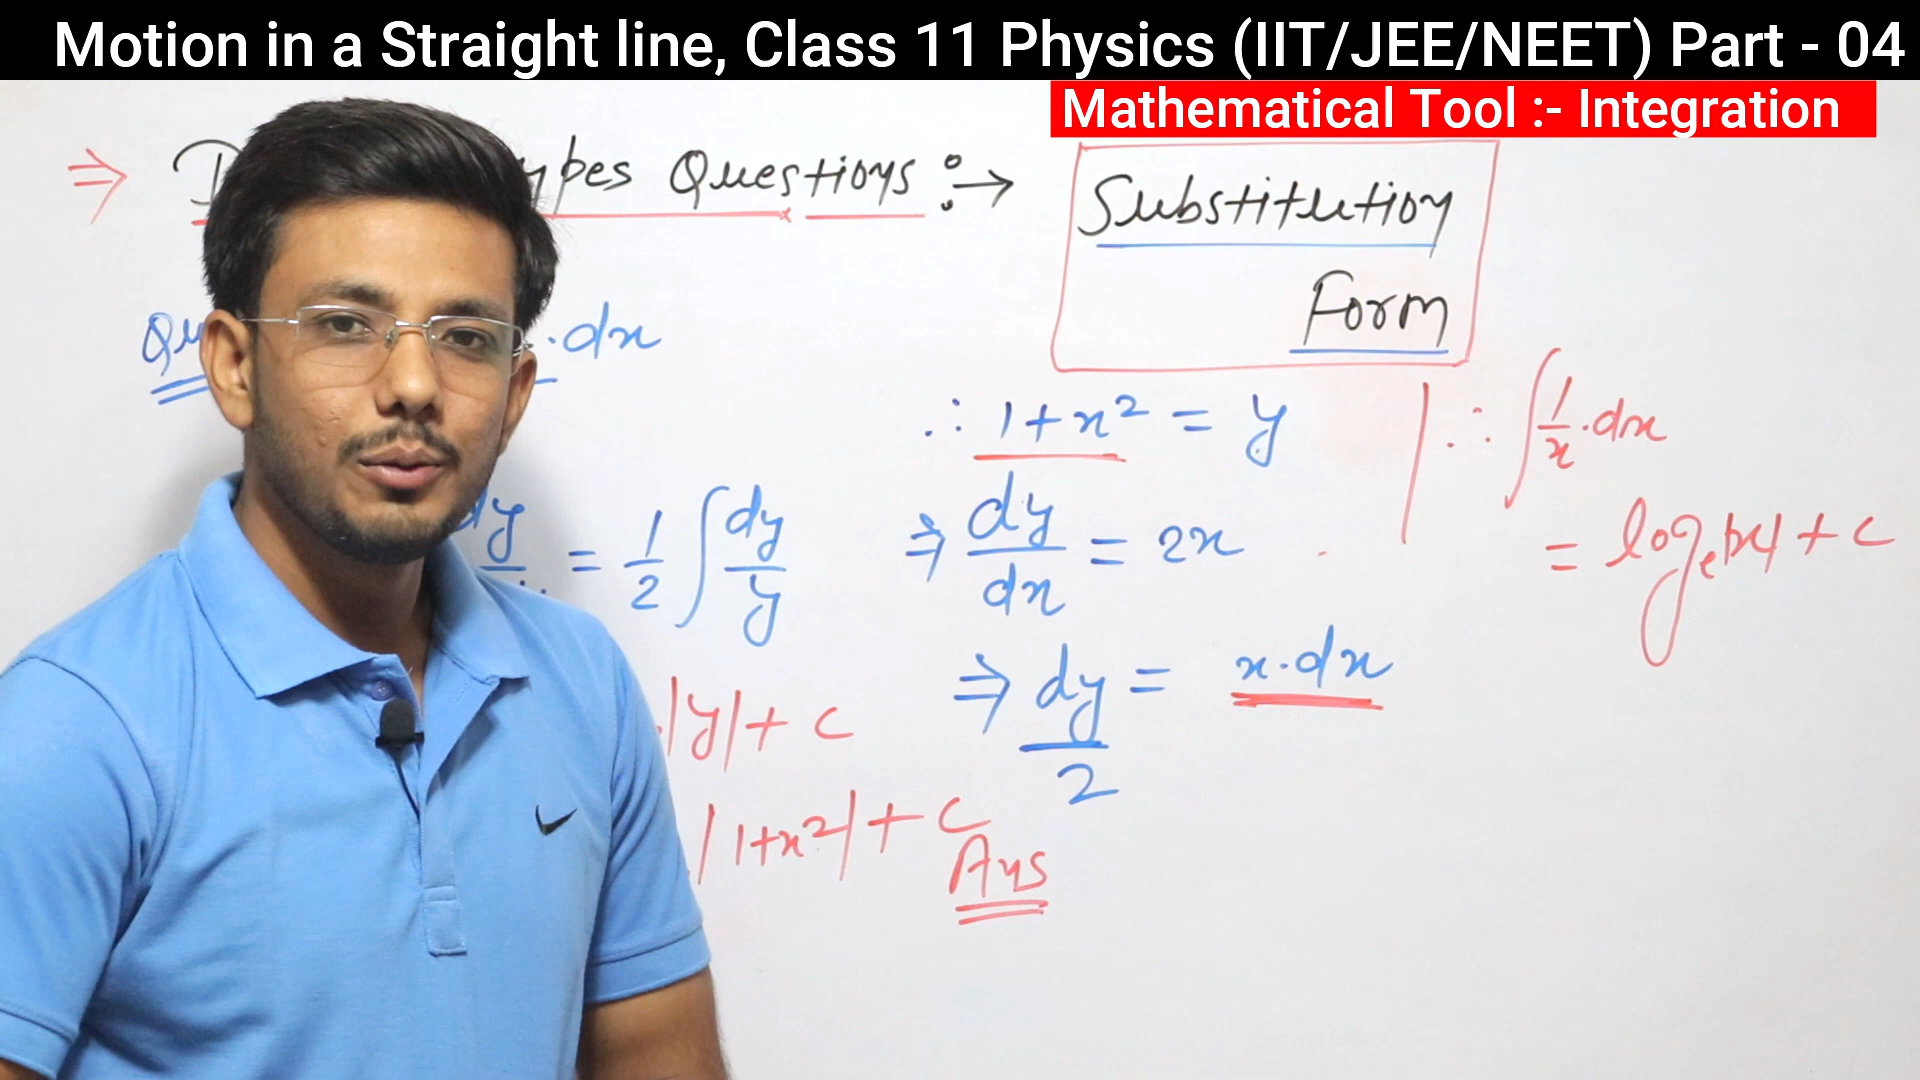 Motion in a Straight line, Class 11 Physics (IIT/JEE/NEET) Part - 04
Mathematical Tool :- Integration
⇒ Questions :→
Substitution
Form
· dx
∴ 1+x² = y
∴ ∫ 1/x · dx
= logₑ|x| + c
= 1/2 ∫ dy/y
⇒ dy/dx = 2x
⇒ dy/2 = x·dx
|y| + c
|1+x²| + c
Ans